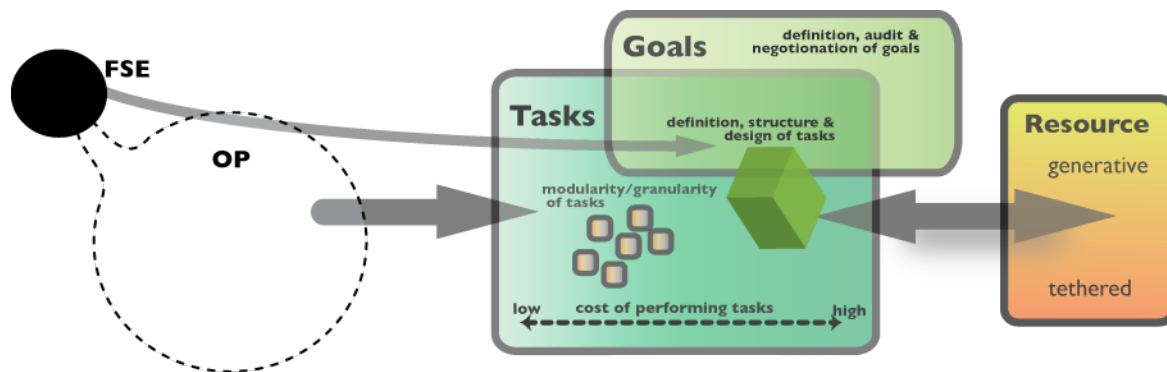 FSE
OP
Goals
definition, audit &
negotionation of goals
Tasks
definition, structure &
design of tasks
modularity/granularity
of tasks
low
cost of performing tasks
high
Resource
generative
tethered